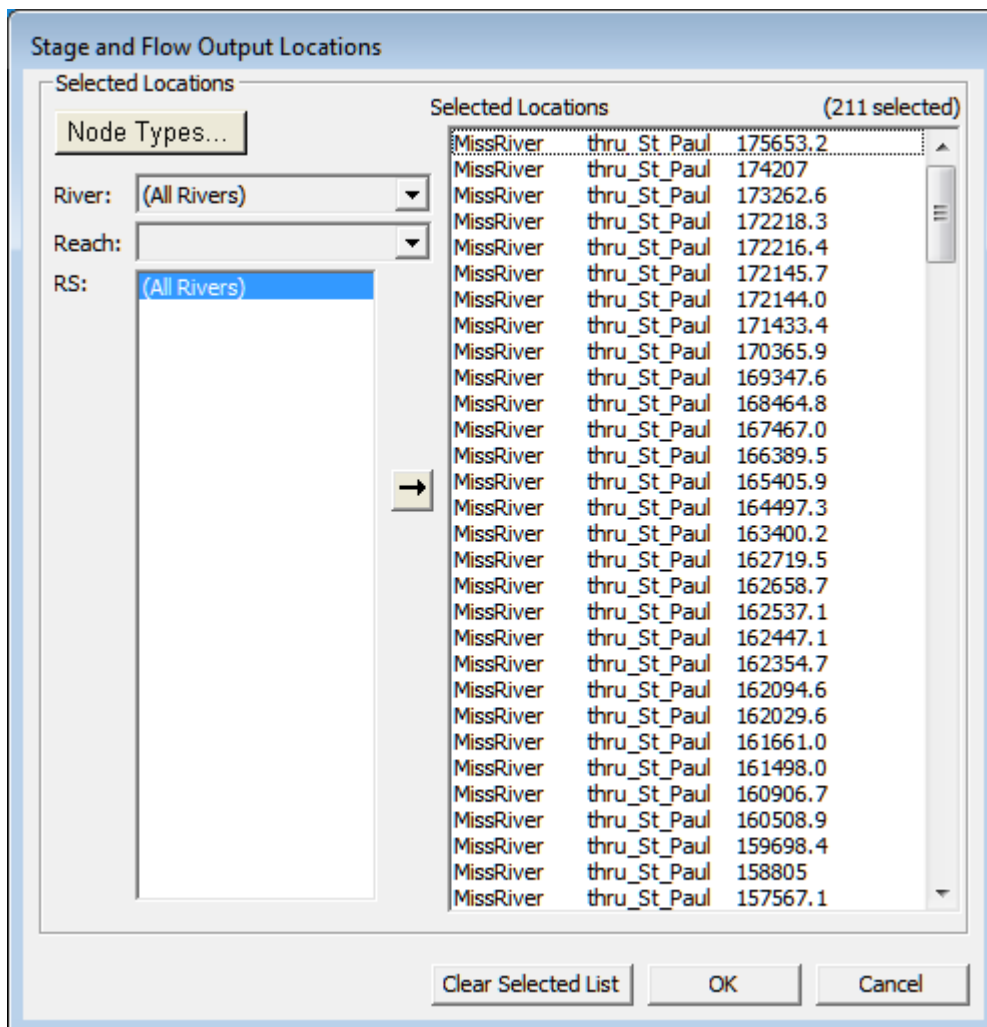 Stage and Flow Output Locations
Selected Locations
Node Types...
River: (All Rivers)
Reach:
RS: (All Rivers)
Selected Locations (211 selected)
MissRiver thru_St_Paul 175653.2
MissRiver thru_St_Paul 174207
MissRiver thru_St_Paul 173262.6
MissRiver thru_St_Paul 172218.3
MissRiver thru_St_Paul 172216.4
MissRiver thru_St_Paul 172145.7
MissRiver thru_St_Paul 172144.0
MissRiver thru_St_Paul 171433.4
MissRiver thru_St_Paul 170365.9
MissRiver thru_St_Paul 169347.6
MissRiver thru_St_Paul 168464.8
MissRiver thru_St_Paul 167467.0
MissRiver thru_St_Paul 166389.5
MissRiver thru_St_Paul 165405.9
MissRiver thru_St_Paul 164497.3
MissRiver thru_St_Paul 163400.2
MissRiver thru_St_Paul 162719.5
MissRiver thru_St_Paul 162658.7
MissRiver thru_St_Paul 162537.1
MissRiver thru_St_Paul 162447.1
MissRiver thru_St_Paul 162354.7
MissRiver thru_St_Paul 162094.6
MissRiver thru_St_Paul 162029.6
MissRiver thru_St_Paul 161661.0
MissRiver thru_St_Paul 161498.0
MissRiver thru_St_Paul 160906.7
MissRiver thru_St_Paul 160508.9
MissRiver thru_St_Paul 159698.4
MissRiver thru_St_Paul 158805
MissRiver thru_St_Paul 157567.1
Clear Selected List OK Cancel